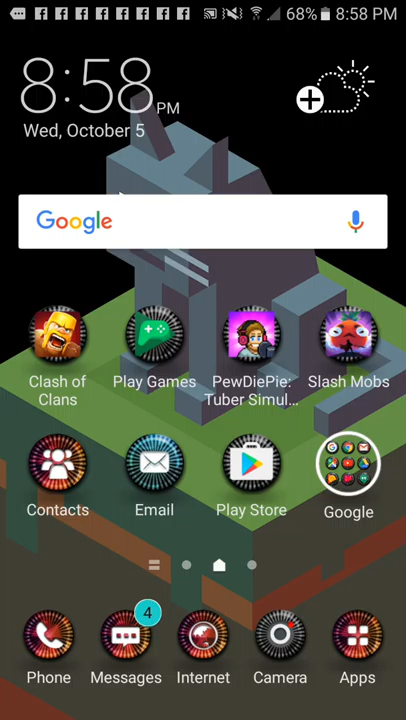 68% 8:58 PM
8:58 PM
Wed, October 5
Google
Clash of Clans
Play Games
PewDiePie: Tuber Simul...
Slash Mobs
Contacts
Email
Play Store
Google
4
Phone
Messages
Internet
Camera
Apps